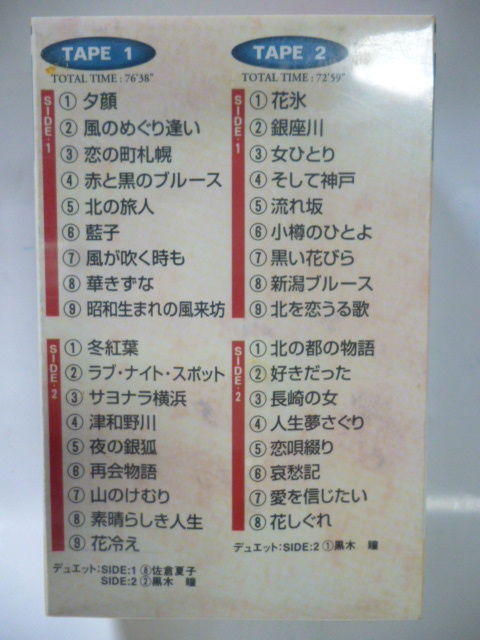 TAPE 1
TOTAL TIME : 76'38"
SIDE・1
① 夕顔
② 風のめぐり逢い
③ 恋の町札幌
④ 赤と黒のブルース
⑤ 北の旅人
⑥ 藍子
⑦ 風が吹く時も
⑧ 華きずな
⑨ 昭和生まれの風来坊
SIDE・2
① 冬紅葉
② ラブ・ナイト・スポット
③ サヨナラ横浜
④ 津和野川
⑤ 夜の銀狐
⑥ 再会物語
⑦ 山のけむり
⑧ 素晴らしき人生
⑨ 花冷え
デュエット:SIDE:1 ⑧佐倉夏子
SIDE:2 ②黒木 瞳
TAPE 2
TOTAL TIME : 72'59"
SIDE・1
① 花氷
② 銀座川
③ 女ひとり
④ そして神戸
⑤ 流れ坂
⑥ 小樽のひとよ
⑦ 黒い花びら
⑧ 新潟ブルース
⑨ 北を恋うる歌
SIDE・2
① 北の都の物語
② 好きだった
③ 長崎の女
④ 人生夢さぐり
⑤ 恋唄綴り
⑥ 哀愁記
⑦ 愛を信じたい
⑧ 花しぐれ
デュエット:SIDE:2 ①黒木 瞳